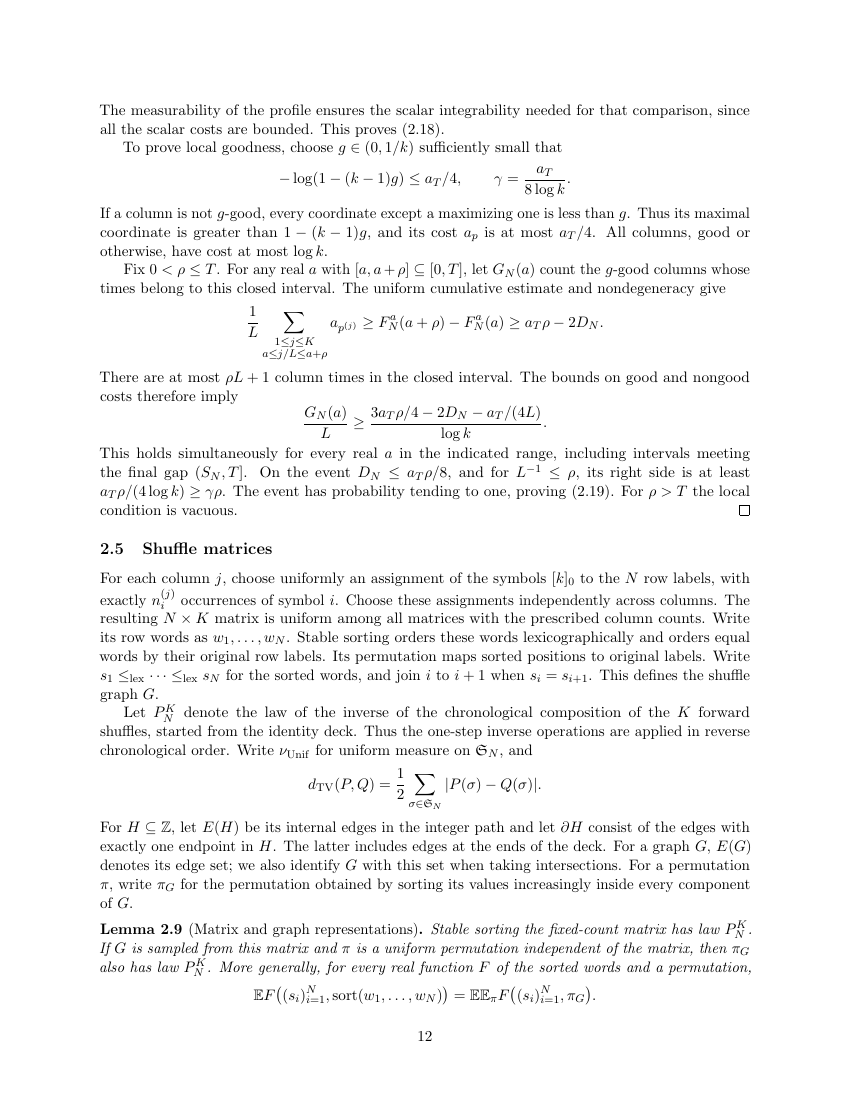 The measurability of the profile ensures the scalar integrability needed for that comparison, since
all the scalar costs are bounded. This proves (2.18).
To prove local goodness, choose g ∈ (0, 1/k) sufficiently small that
− log(1 − (k − 1)g) ≤ a_T/4,    γ = a_T / (8 log k).
If a column is not g-good, every coordinate except a maximizing one is less than g. Thus its maximal
coordinate is greater than 1 − (k − 1)g, and its cost a_p is at most a_T/4. All columns, good or
otherwise, have cost at most log k.
Fix 0 < ρ ≤ T. For any real a with [a, a + ρ] ⊆ [0, T], let G_N(a) count the g-good columns whose
times belong to this closed interval. The uniform cumulative estimate and nondegeneracy give
1/L ∑_{1≤j≤K, a≤j/L≤a+ρ} a_{p^{(j)}} ≥ F_N^a(a + ρ) − F_N^a(a) ≥ a_T ρ − 2D_N.
There are at most ρL + 1 column times in the closed interval. The bounds on good and nongood
costs therefore imply
G_N(a)/L ≥ (3a_T ρ/4 − 2D_N − a_T/(4L)) / log k.
This holds simultaneously for every real a in the indicated range, including intervals meeting
the final gap (S_N, T]. On the event D_N ≤ a_T ρ/8, and for L^{−1} ≤ ρ, its right side is at least
a_T ρ/(4 log k) ≥ γρ. The event has probability tending to one, proving (2.19). For ρ > T the local
condition is vacuous. □
2.5 Shuffle matrices
For each column j, choose uniformly an assignment of the symbols [k]_0 to the N row labels, with
exactly n_i^{(j)} occurrences of symbol i. Choose these assignments independently across columns. The
resulting N × K matrix is uniform among all matrices with the prescribed column counts. Write
its row words as w_1, . . . , w_N. Stable sorting orders these words lexicographically and orders equal
words by their original row labels. Its permutation maps sorted positions to original labels. Write
s_1 ≤_lex · · · ≤_lex s_N for the sorted words, and join i to i + 1 when s_i = s_{i+1}. This defines the shuffle
graph G.
Let P_N^K denote the law of the inverse of the chronological composition of the K forward
shuffles, started from the identity deck. Thus the one-step inverse operations are applied in reverse
chronological order. Write ν_Unif for uniform measure on 𝔖_N, and
d_TV(P, Q) = 1/2 ∑_{σ∈𝔖_N} |P(σ) − Q(σ)|.
For H ⊆ ℤ, let E(H) be its internal edges in the integer path and let ∂H consist of the edges with
exactly one endpoint in H. The latter includes edges at the ends of the deck. For a graph G, E(G)
denotes its edge set; we also identify G with this set when taking intersections. For a permutation
π, write π_G for the permutation obtained by sorting its values increasingly inside every component
of G.
Lemma 2.9 (Matrix and graph representations). Stable sorting the fixed-count matrix has law P_N^K.
If G is sampled from this matrix and π is a uniform permutation independent of the matrix, then π_G
also has law P_N^K. More generally, for every real function F of the sorted words and a permutation,
𝔼F((s_i)_{i=1}^N, sort(w_1, . . . , w_N)) = 𝔼𝔼_π F((s_i)_{i=1}^N, π_G).
12